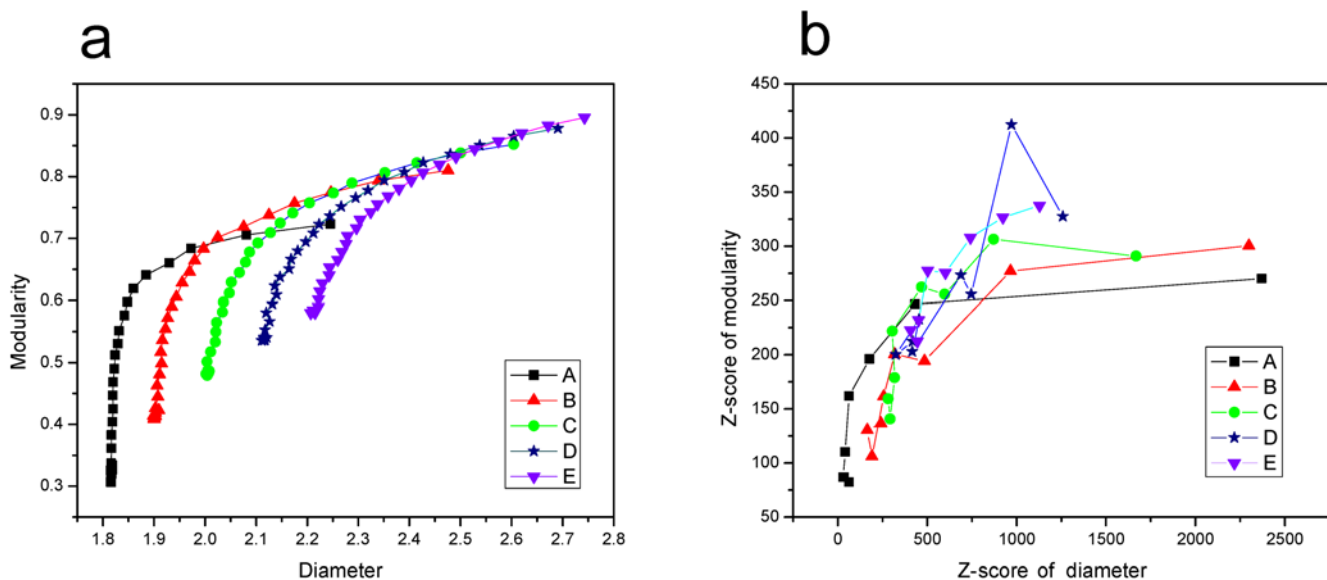 a
Modularity
0.9
0.8
0.7
0.6
0.5
0.4
0.3
1.8 1.9 2.0 2.1 2.2 2.3 2.4 2.5 2.6 2.7 2.8
Diameter
A
B
C
D
E
b
Z-score of modularity
450
400
350
300
250
200
150
100
50
0 500 1000 1500 2000 2500
Z-score of diameter
A
B
C
D
E